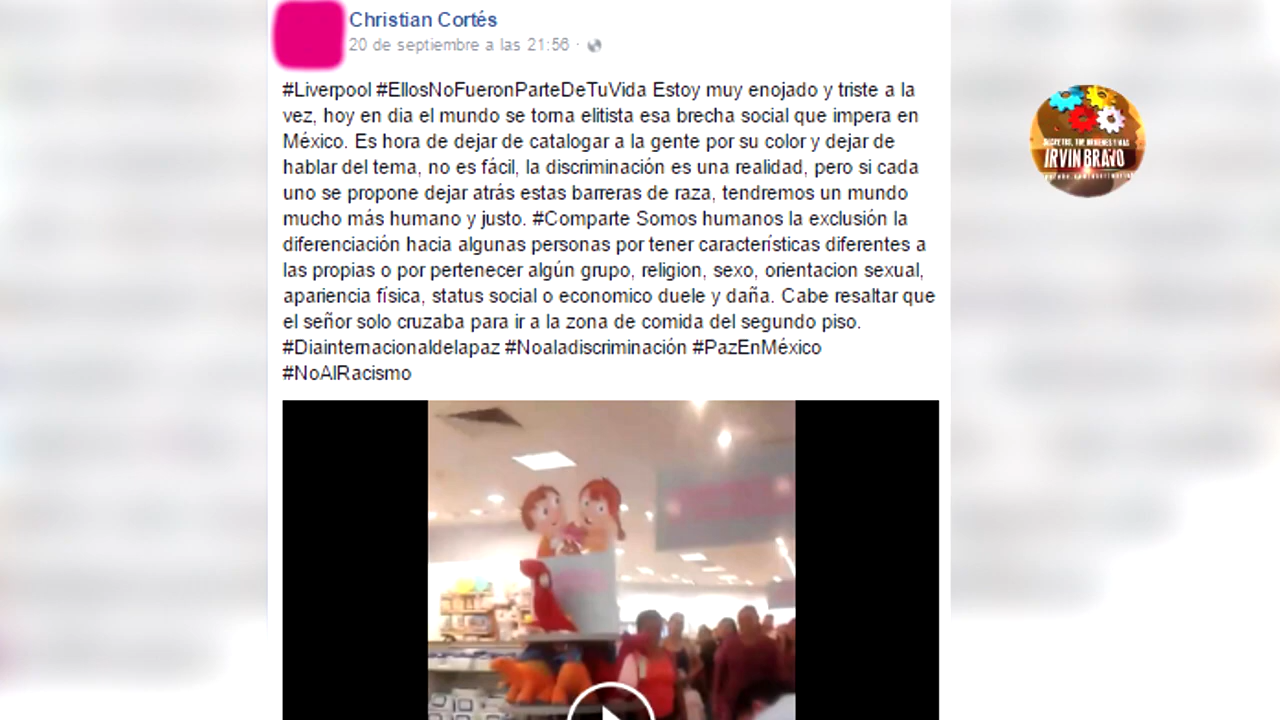 Christian Cortés
20 de septiembre a las 21:56 ·
#Liverpool #EllosNoFueronParteDeTuVida Estoy muy enojado y triste a la
vez, hoy en dia el mundo se torna elitista esa brecha social que impera en
México. Es hora de dejar de catalogar a la gente por su color y dejar de
hablar del tema, no es fácil, la discriminación es una realidad, pero si cada
uno se propone dejar atrás estas barreras de raza, tendremos un mundo
mucho más humano y justo. #Comparte Somos humanos la exclusión la
diferenciación hacia algunas personas por tener características diferentes a
las propias o por pertenecer algún grupo, religion, sexo, orientacion sexual,
apariencia física, status social o economico duele y daña. Cabe resaltar que
el señor solo cruzaba para ir a la zona de comida del segundo piso.
#Diainternacionaldelapaz #Noaladiscriminación #PazEnMéxico
#NoAlRacismo
IRVIN BRAVO